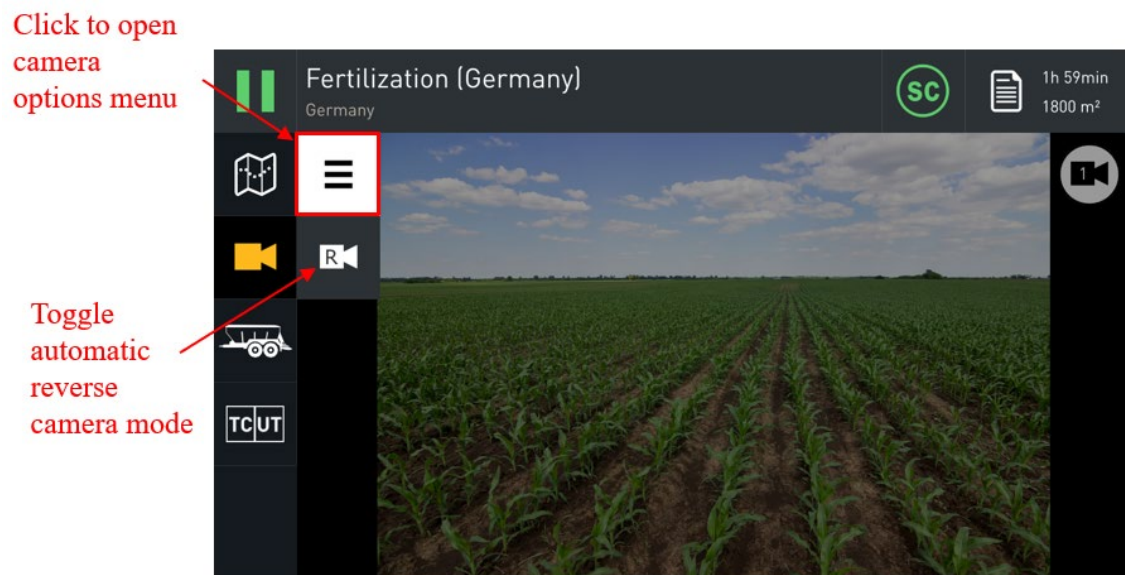 Click to open
camera
options menu
Fertilization (Germany)
Germany
SC
1h 59min
1800 m²
1
R
Toggle
automatic
reverse
camera mode
TC UT